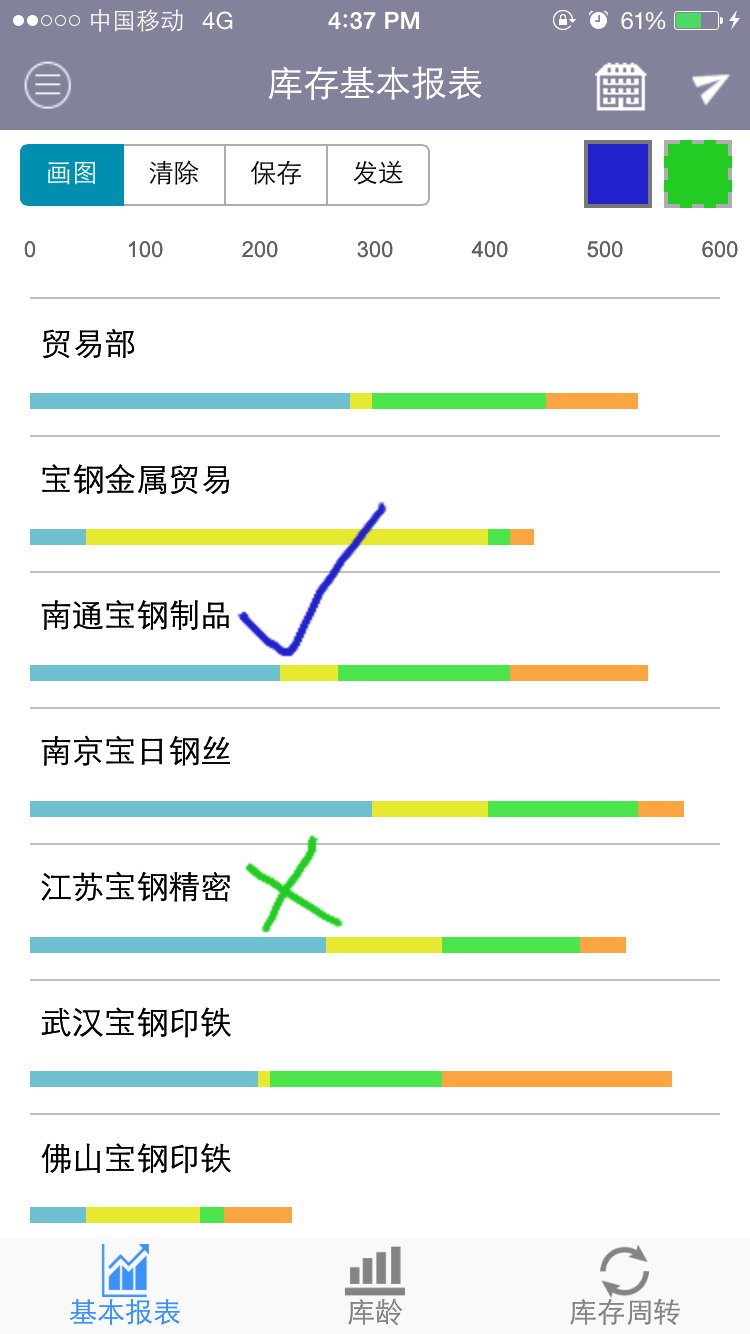 中国移动 4G 4:37 PM 61%
库存基本报表
画图 清除 保存 发送
0 100 200 300 400 500 600
贸易部
宝钢金属贸易
南通宝钢制品
南京宝日钢丝
江苏宝钢精密
武汉宝钢印铁
佛山宝钢印铁
基本报表 库龄 库存周转